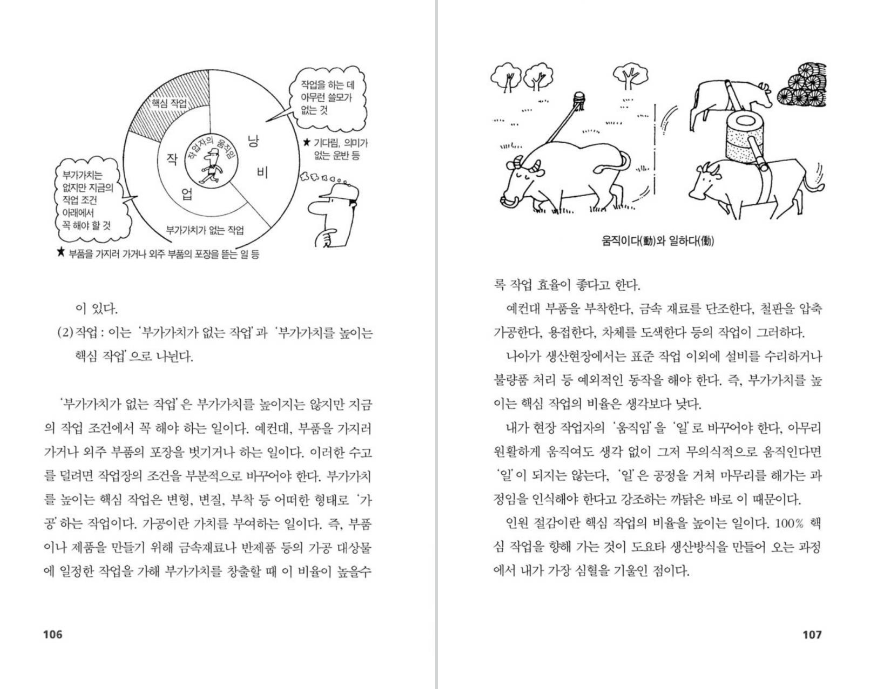 핵심 작업
작업자의 움직임
작업
낭비
부가가치가 없는 작업
작업을 하는 데
아무런 쓸모가
없는 것
★ 기다림, 의미가
없는 운반 등
부가가치는
없지만 지금의
작업 조건
아래에서
꼭 해야 할 것
★ 부품을 가지러 가거나 외주 부품의 포장을 뜯는 일 등
이 있다.
(2) 작업 : 이는 ‘부가가치가 없는 작업’과 ‘부가가치를 높이는
핵심 작업’으로 나뉜다.
‘부가가치가 없는 작업’은 부가가치를 높이지는 않지만 지금
의 작업 조건에서 꼭 해야 하는 일이다. 예컨대, 부품을 가지러
가거나 외주 부품의 포장을 벗기거나 하는 일이다. 이러한 수고
를 덜려면 작업장의 조건을 부분적으로 바꾸어야 한다. 부가가치
를 높이는 핵심 작업은 변형, 변질, 부착 등 어떠한 형태로 ‘가
공’하는 작업이다. 가공이란 가치를 부여하는 일이다. 즉, 부품
이나 제품을 만들기 위해 금속재료나 반제품 등의 가공 대상물
에 일정한 작업을 가해 부가가치를 창출할 때 이 비율이 높을수
106
움직이다(動)와 일하다(働)
록 작업 효율이 좋다고 한다.
예컨대 부품을 부착한다, 금속 재료를 단조한다, 철판을 압축
가공한다, 용접한다, 차체를 도색한다 등의 작업이 그러하다.
나아가 생산현장에서는 표준 작업 이외에 설비를 수리하거나
불량품 처리 등 예외적인 동작을 해야 한다. 즉, 부가가치를 높
이는 핵심 작업의 비율은 생각보다 낮다.
내가 현장 작업자의 ‘움직임’을 ‘일’로 바꾸어야 한다, 아무리
원활하게 움직여도 생각 없이 그저 무의식적으로 움직인다면
‘일’이 되지는 않는다, ‘일’은 공정을 거쳐 마무리를 해가는 과
정임을 인식해야 한다고 강조하는 까닭은 바로 이 때문이다.
인원 절감이란 핵심 작업의 비율을 높이는 일이다. 100% 핵
심 작업을 향해 가는 것이 도요타 생산방식을 만들어 오는 과정
에서 내가 가장 심혈을 기울인 점이다.
107